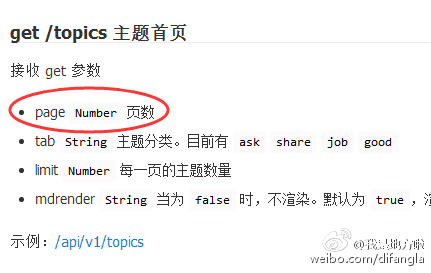 get /topics 主题首页
接收 get 参数
page Number 页数
tab String 主题分类。目前有 ask share job good
limit Number 每一页的主题数量
mdrender String 当为 false 时，不渲染。默认为 true ，渲
示例：/api/v1/topics
@我是地方啦
weibo.com/difangla